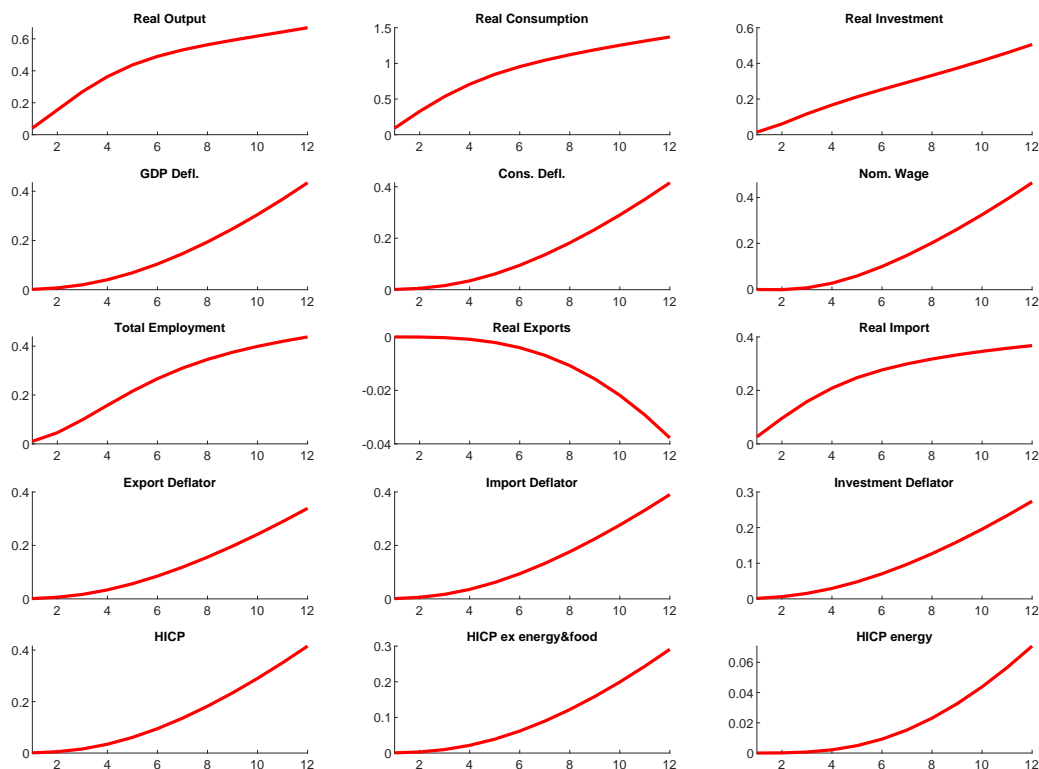 Real Output
Real Consumption
Real Investment
0.6
0.4
0.2
0
2 4 6 8 10 12
1.5
1
0.5
0
2 4 6 8 10 12
0.6
0.4
0.2
0
2 4 6 8 10 12
GDP Defl.
Cons. Defl.
Nom. Wage
0.4
0.2
0
2 4 6 8 10 12
0.4
0.2
0
2 4 6 8 10 12
0.4
0.2
0
2 4 6 8 10 12
Total Employment
Real Exports
Real Import
0.4
0.2
0
2 4 6 8 10 12
0
-0.02
-0.04
2 4 6 8 10 12
0.4
0.2
0
2 4 6 8 10 12
Export Deflator
Import Deflator
Investment Deflator
0.4
0.2
0
2 4 6 8 10 12
0.4
0.2
0
2 4 6 8 10 12
0.3
0.2
0.1
0
2 4 6 8 10 12
HICP
HICP ex energy&food
HICP energy
0.4
0.2
0
2 4 6 8 10 12
0.3
0.2
0.1
0
2 4 6 8 10 12
0.06
0.04
0.02
0
2 4 6 8 10 12